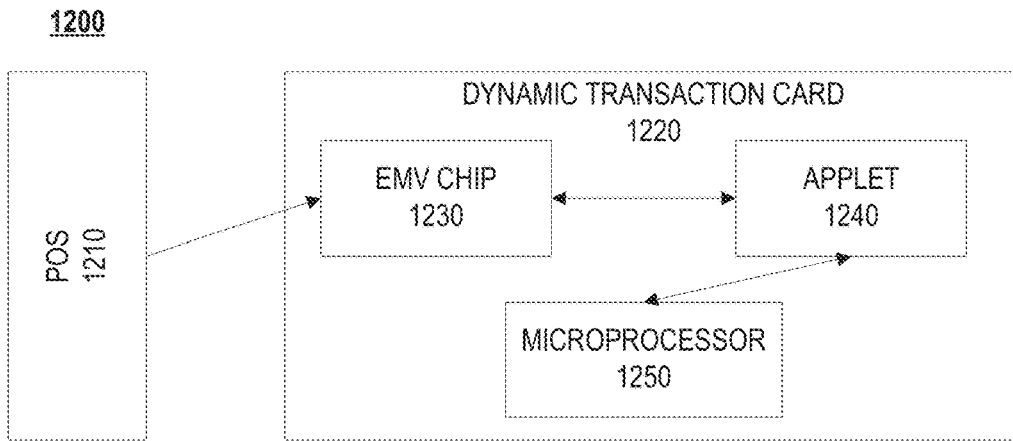 1200
POS
1210
DYNAMIC TRANSACTION CARD
1220
EMV CHIP
1230
APPLET
1240
MICROPROCESSOR
1250